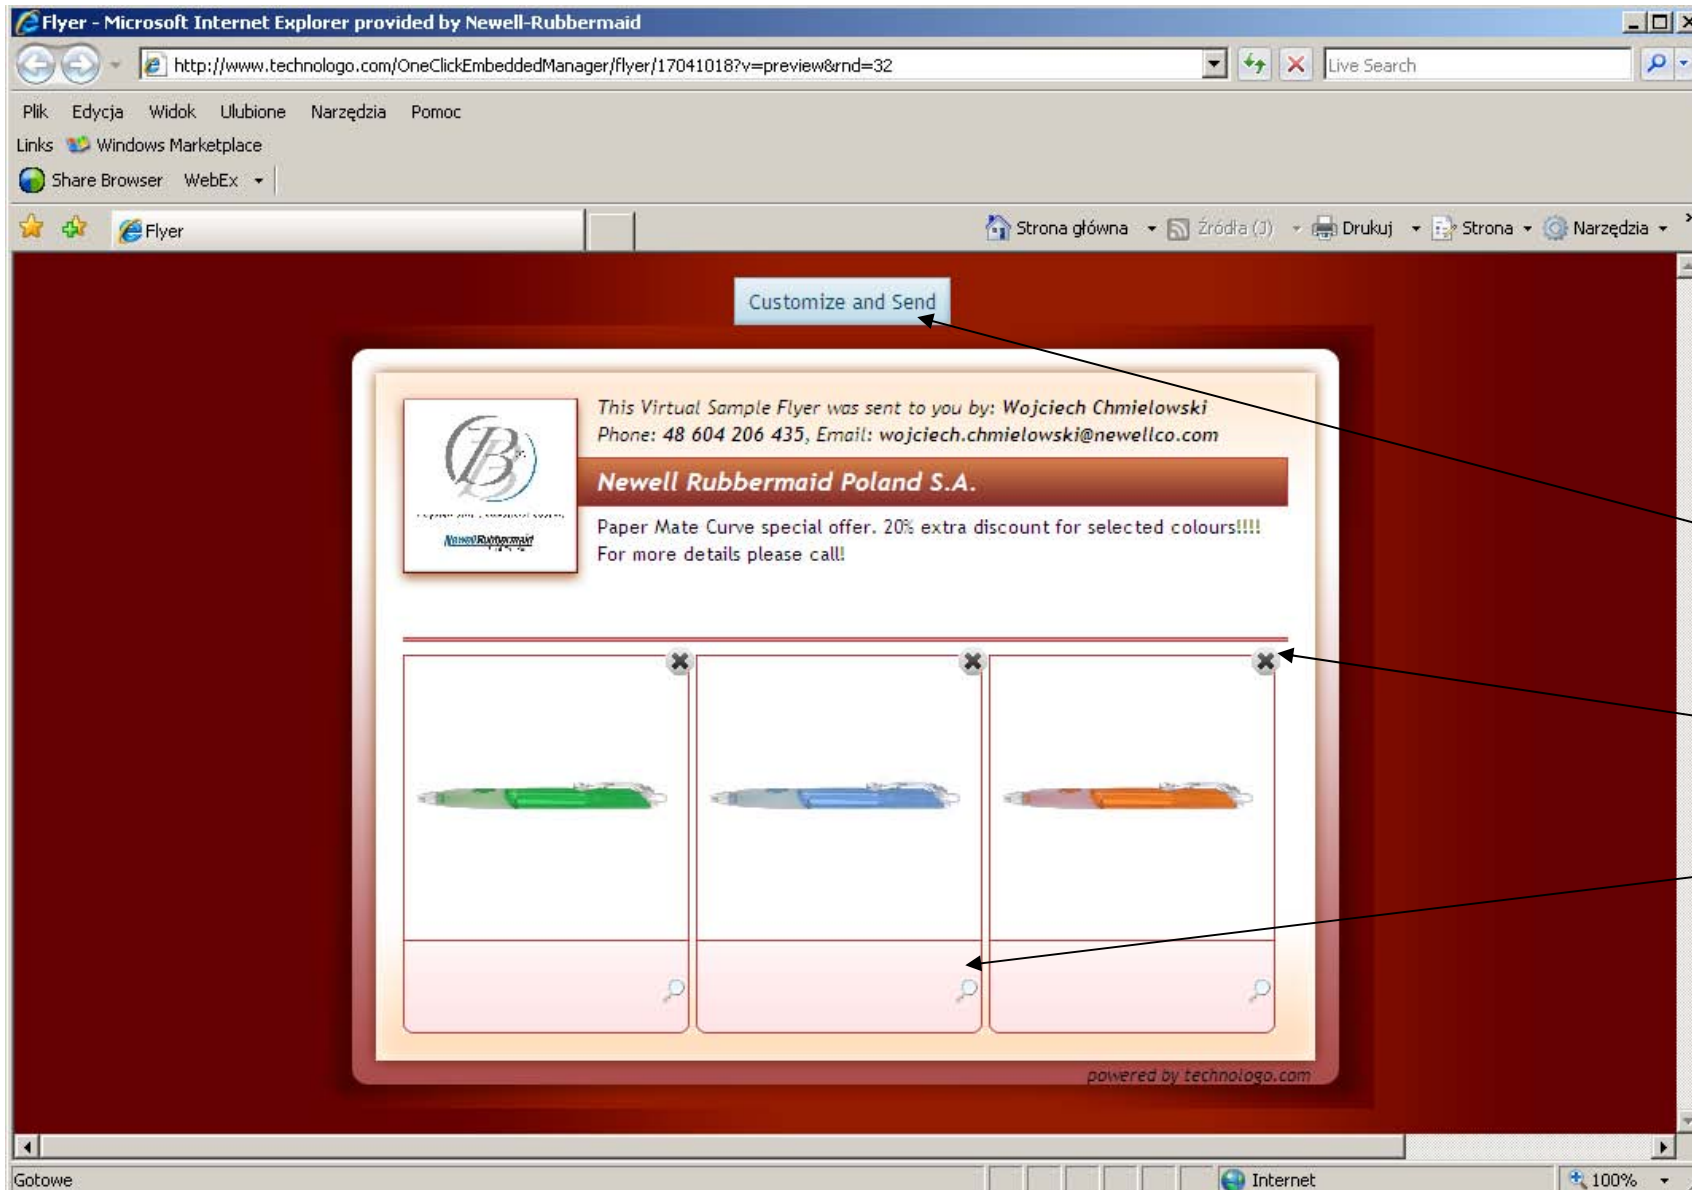 Flyer - Microsoft Internet Explorer provided by Newell-Rubbermaid
http://www.technologo.com/OneClickEmbeddedManager/flyer/17041018?v=preview&rnd=32
Live Search
Plik Edycja Widok Ulubione Narzędzia Pomoc
Links Windows Marketplace
Share Browser WebEx
Flyer
Strona główna Źródła (J) Drukuj Strona Narzędzia
Customize and Send
This Virtual Sample Flyer was sent to you by: Wojciech Chmielowski
Phone: 48 604 206 435, Email: wojciech.chmielowski@newellco.com
Newell Rubbermaid Poland S.A.
NewellRubbermaid
Paper Mate Curve special offer. 20% extra discount for selected colours!!!!
For more details please call!
powered by technologo.com
Gotowe
Internet
100%